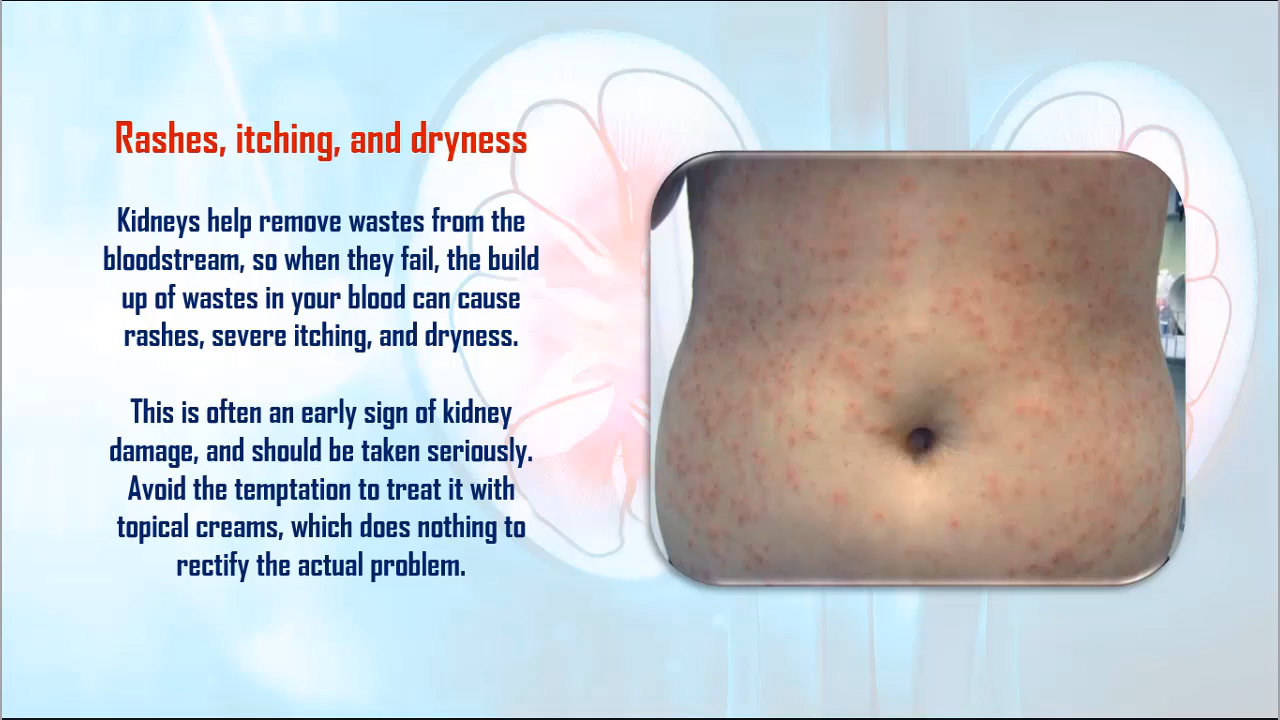 Rashes, itching, and dryness
Kidneys help remove wastes from the
bloodstream, so when they fail, the build
up of wastes in your blood can cause
rashes, severe itching, and dryness.
This is often an early sign of kidney
damage, and should be taken seriously.
Avoid the temptation to treat it with
topical creams, which does nothing to
rectify the actual problem.